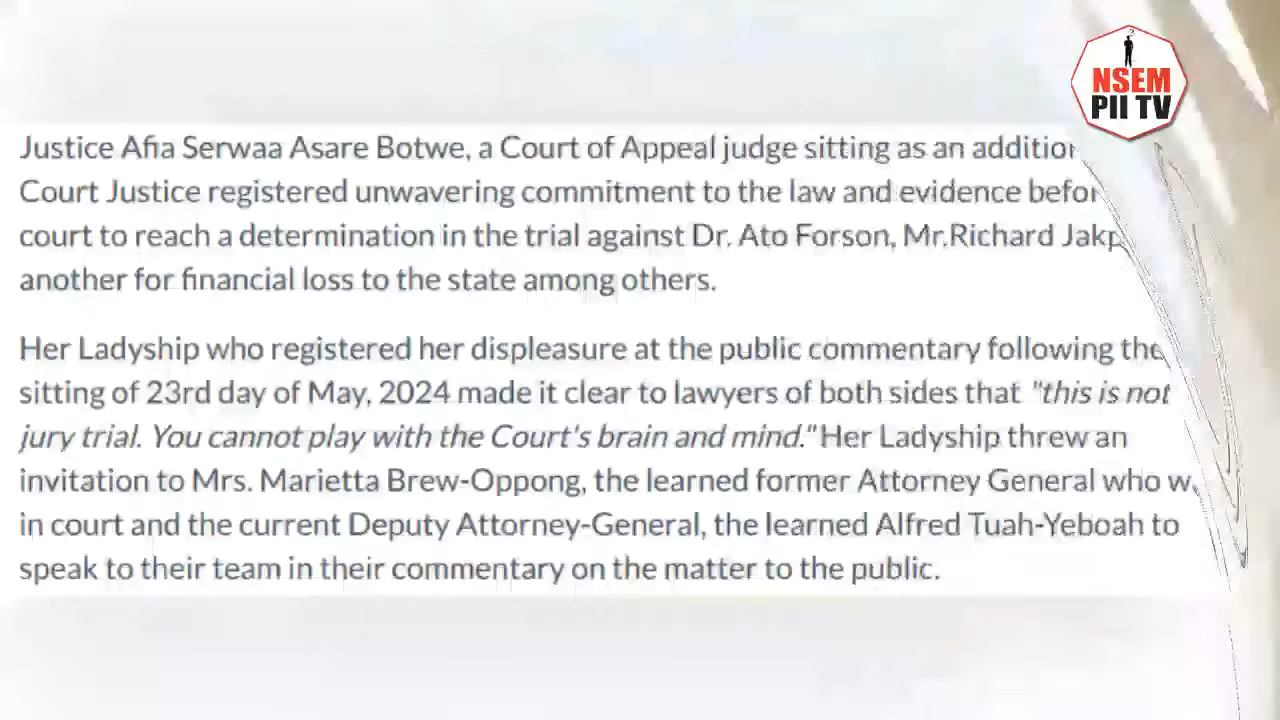 NSEM
PII TV
Justice Afia Serwaa Asare Botwe, a Court of Appeal judge sitting as an
Court Justice registered unwavering commitment to the law and evidence
court to reach a determination in the trial against Dr. Ato Forson, Mr.Richard
another for financial loss to the state among others.
Her Ladyship who registered her displeasure at the public commentary following the
sitting of 23rd day of May, 2024 made it clear to lawyers of both sides that "this is not
jury trial. You cannot play with the Court's brain and mind." Her Ladyship threw an
invitation to Mrs. Marietta Brew-Oppong, the learned former Attorney General who
in court and the current Deputy Attorney-General, the learned Alfred Tuah-Yeboah to
speak to their team in their commentary on the matter to the public.